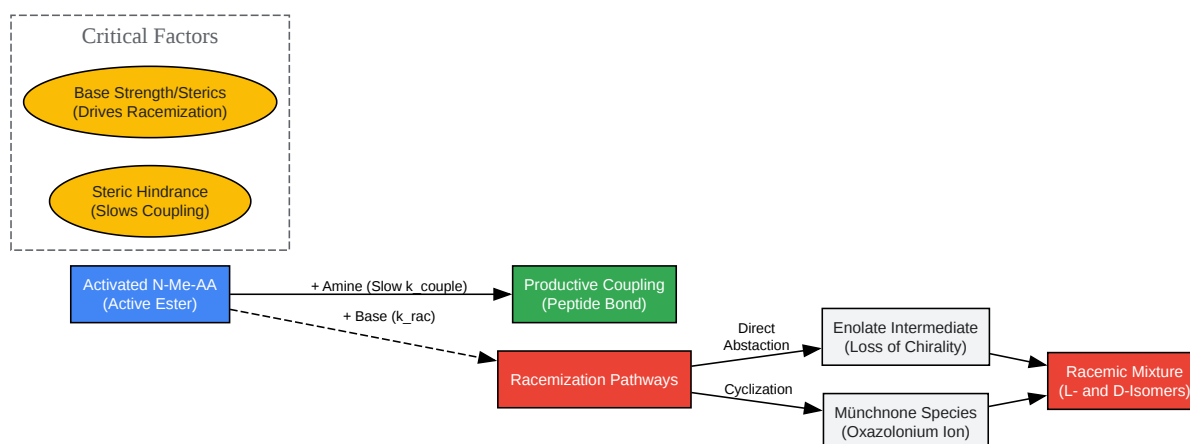 Critical Factors
Base Strength/Sterics
(Drives Racemization)
Steric Hindrance
(Slows Coupling)
Activated N-Me-AA
(Active Ester)
+ Amine (Slow k_couple)
+ Base (k_rac)
Productive Coupling
(Peptide Bond)
Racemization Pathways
Direct
Abstaction
Cyclization
Enolate Intermediate
(Loss of Chirality)
Münchnone Species
(Oxazolonium Ion)
Racemic Mixture
(L- and D-Isomers)